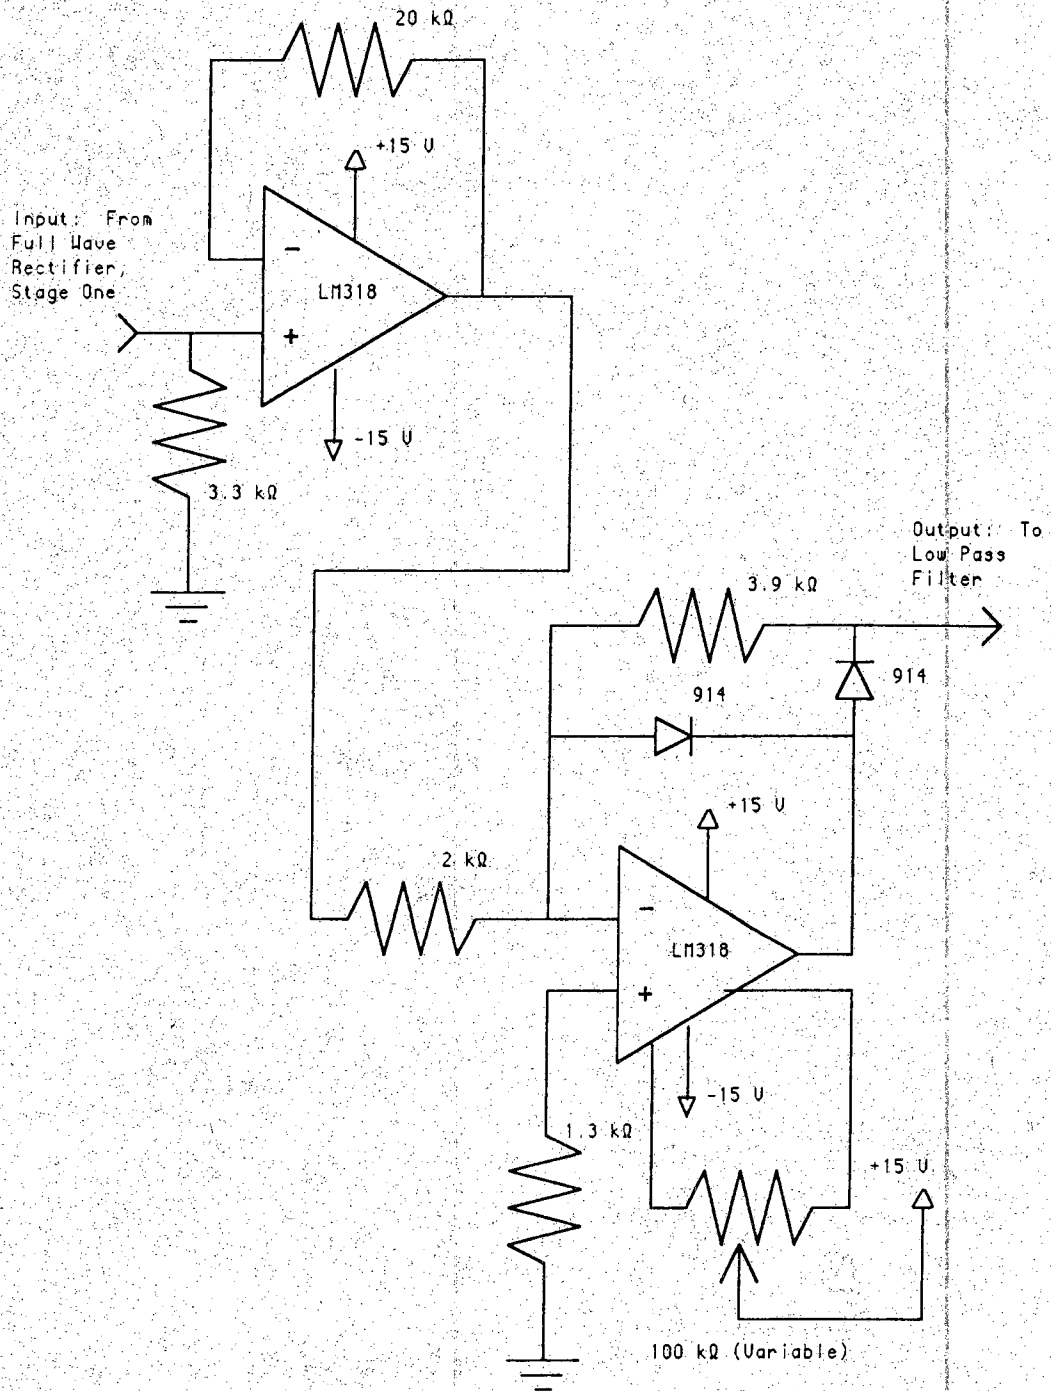 20 kΩ
+15 V
Input: From
Full Wave
Rectifier,
Stage One
-
LM318
+
-15 V
3.3 kΩ
Output: To
Low Pass
Filter
3.9 kΩ
914
914
+15 V
2 kΩ
-
LM318
+
-15 V
1.3 kΩ
+15 V
100 kΩ (Variable)